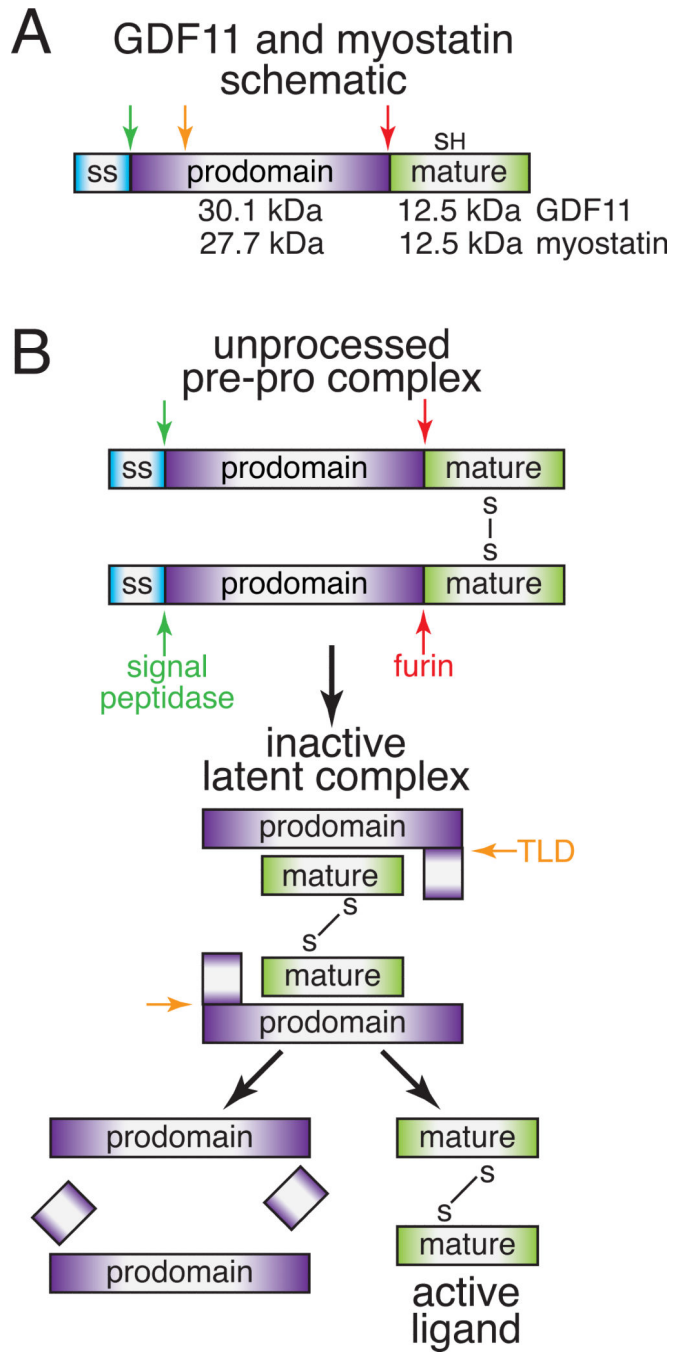 A
GDF11 and myostatin
schematic
SH
ss prodomain mature
30.1 kDa 12.5 kDa GDF11
27.7 kDa 12.5 kDa myostatin
B
unprocessed
pre-pro complex
ss prodomain mature
S
S
ss prodomain mature
signal
peptidase
furin
inactive
latent complex
prodomain
TLD
mature
S
S
mature
prodomain
prodomain
mature
S
S
prodomain
mature
active
ligand